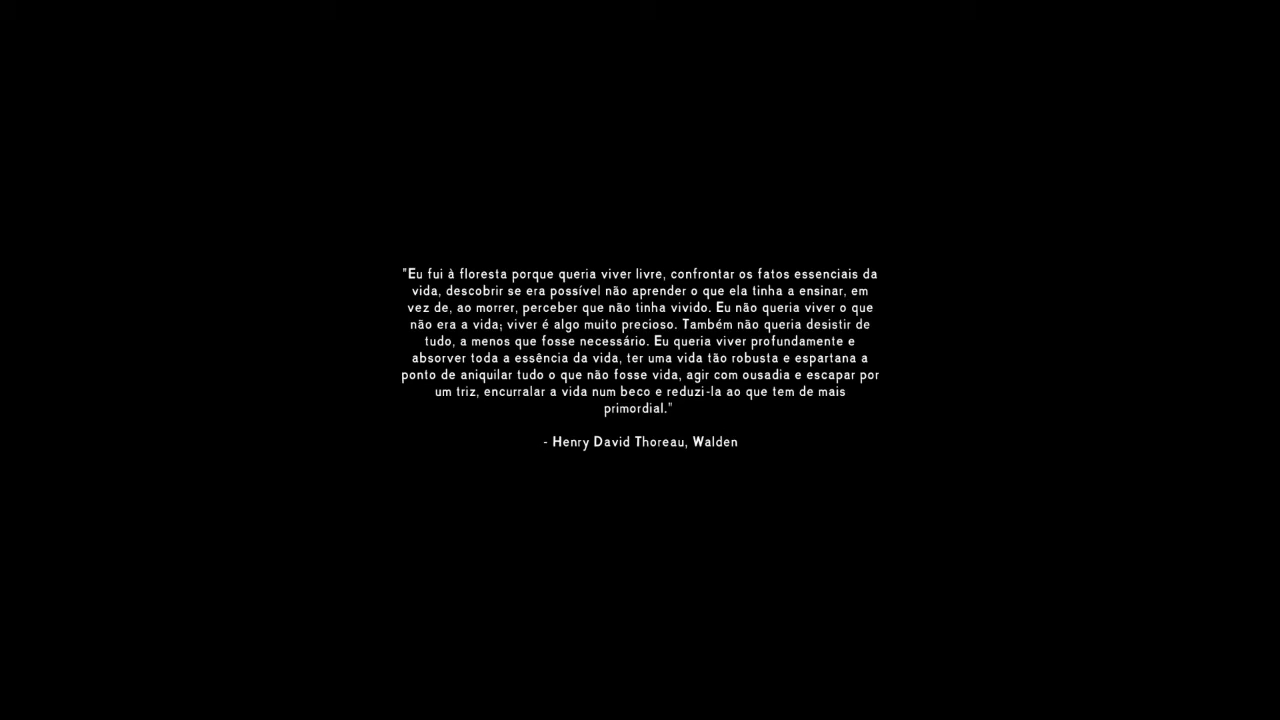 "Eu fui à floresta porque queria viver livre, confrontar os fatos essenciais da
vida, descobrir se era possível não aprender o que ela tinha a ensinar, em
vez de, ao morrer, perceber que não tinha vivido. Eu não queria viver o que
não era a vida; viver é algo muito precioso. Também não queria desistir de
tudo, a menos que fosse necessário. Eu queria viver profundamente e
absorver toda a essência da vida, ter uma vida tão robusta e espartana a
ponto de aniquilar tudo o que não fosse vida, agir com ousadia e escapar por
um triz, encurralar a vida num beco e reduzi-la ao que tem de mais
primordial."
- Henry David Thoreau, Walden